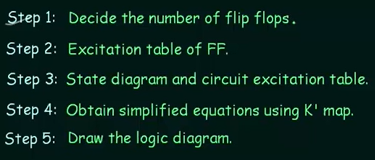 Step 1: Decide the number of flip flops.
Step 2: Excitation table of FF.
Step 3: State diagram and circuit excitation table.
Step 4: Obtain simplified equations using K' map.
Step 5: Draw the logic diagram.